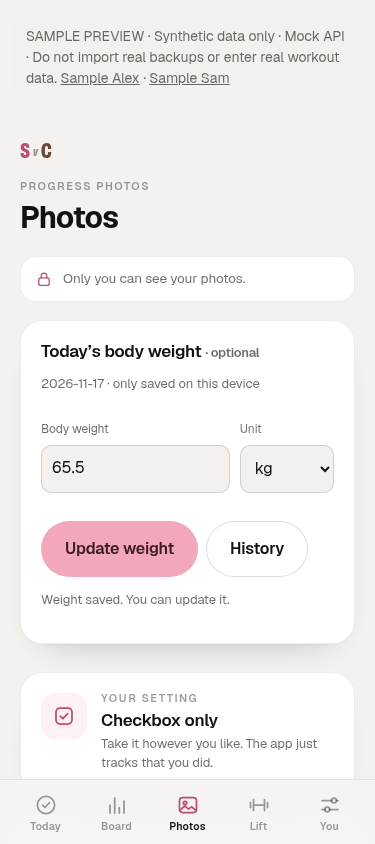 SAMPLE PREVIEW · Synthetic data only · Mock API
· Do not import real backups or enter real workout
data. Sample Alex · Sample Sam
S v C
PROGRESS PHOTOS
Photos
Only you can see your photos.
Today’s body weight · optional
2026-11-17 · only saved on this device
Body weight
Unit
65.5
kg
Update weight
History
Weight saved. You can update it.
YOUR SETTING
Checkbox only
Take it however you like. The app just
tracks that you did.
Today
Board
Photos
Lift
You